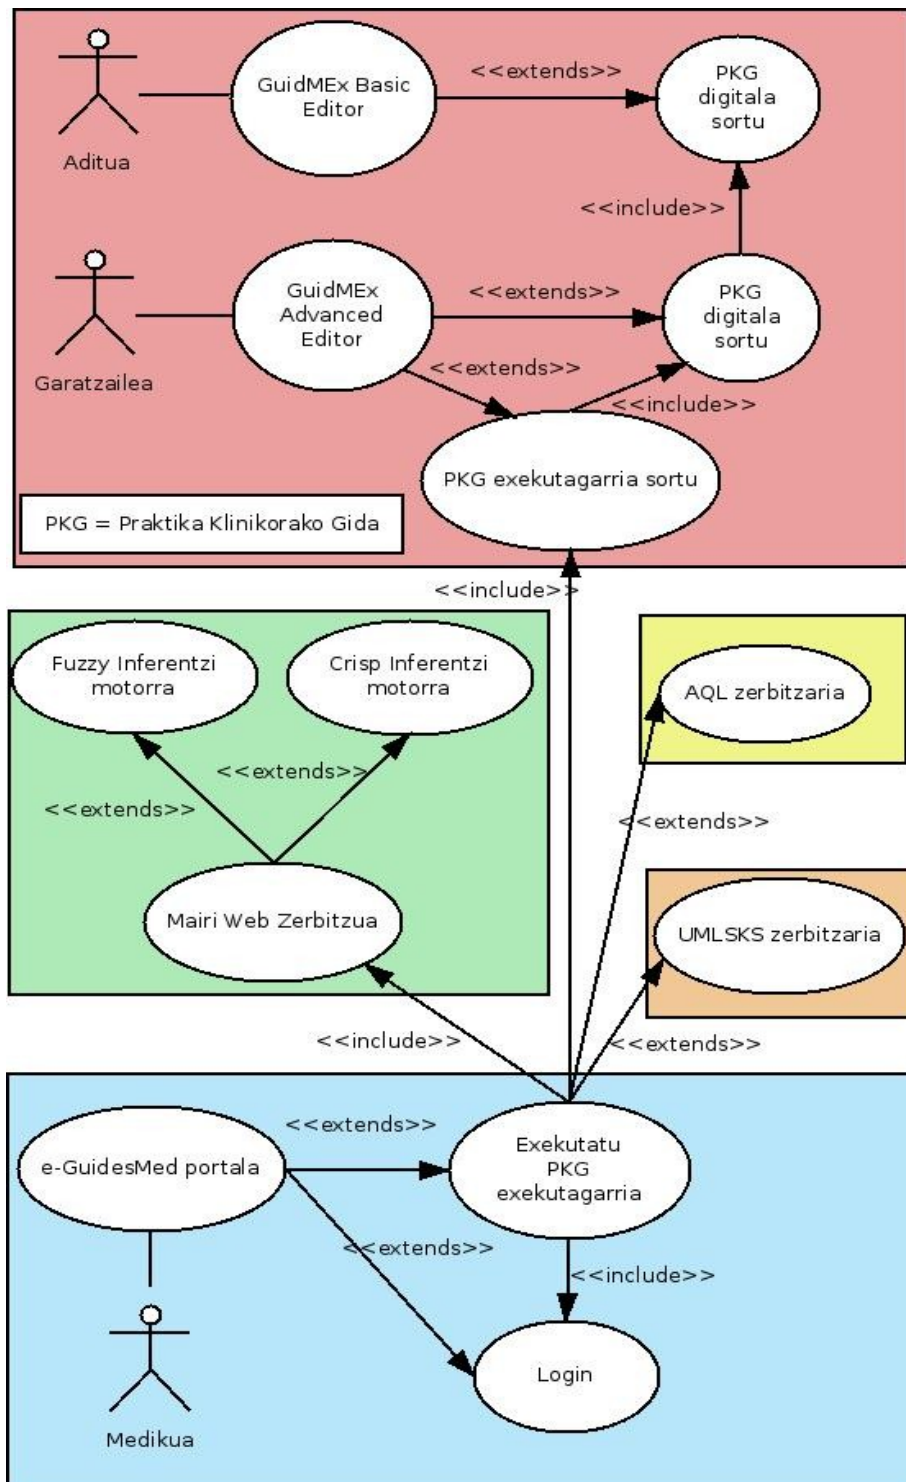 GuidMEx Basic
Editor
<<extends>>
PKG
digitala
sortu
Aditua
<<include>>
GuidMEx
Advanced
Editor
<<extends>>
PKG
digitala
sortu
Garatzailea
<<extends>>
<<include>>
PKG exekutagarria sortu
PKG = Praktika Klinikorako Gida
<<include>>
Fuzzy Inferentzi
motorra
Crisp Inferentzi
motorra
AQL zerbitzaria
<<extends>>
<<extends>>
<<extends>>
Mairi Web Zerbitzua
UMLSKS zerbitzaria
<<include>>
<<extends>>
<<extends>>
e-GuidesMed portala
Exekutatu
PKG
exekutagarria
<<extends>>
<<include>>
Login
Medikua